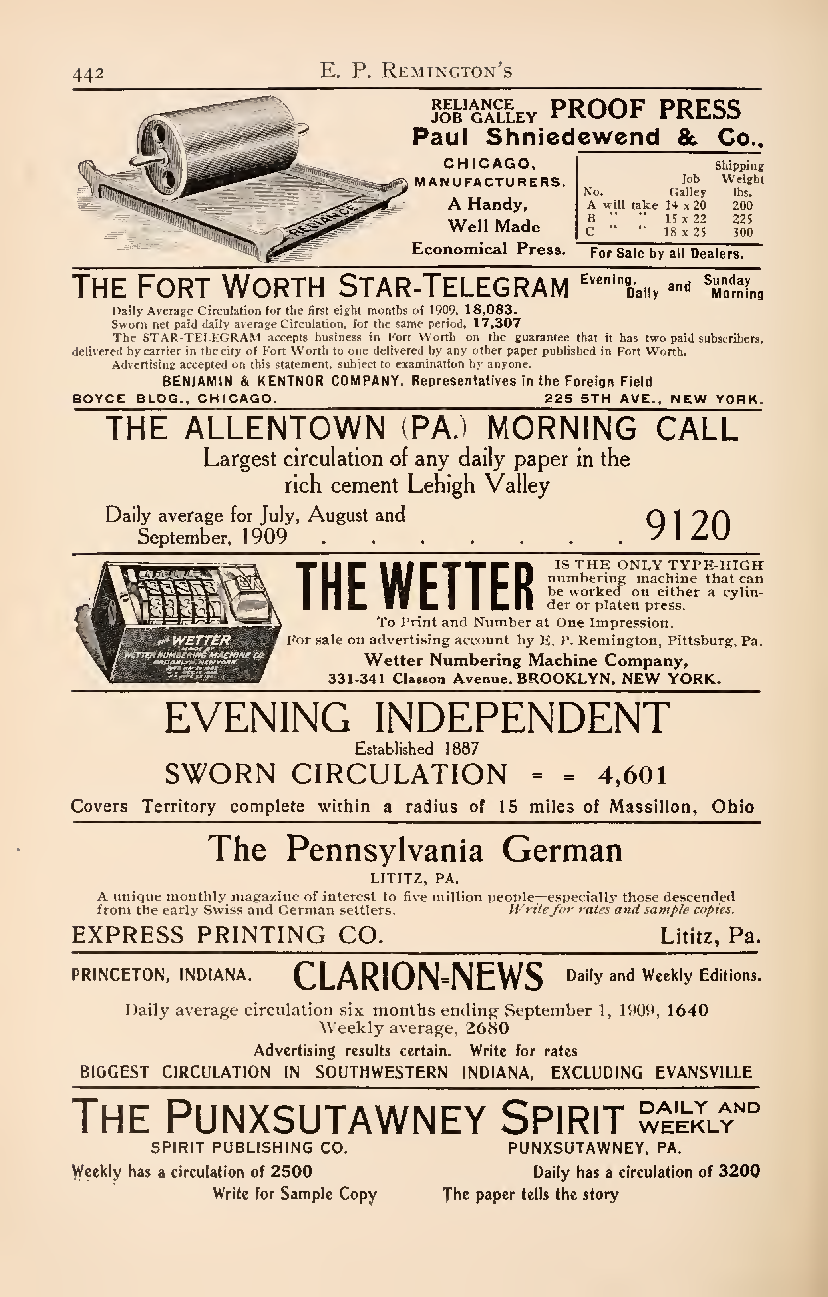 442 E. P. REMINGTON'S
RELIANCE JOB GALLEY PROOF PRESS
Paul Shniedewend & Co.,
CHICAGO,
MANUFACTURERS.
A Handy,
Well Made
Economical Press.
Shipping
Job Weight
No. Galley lbs.
A will take 14 x 20 200
B " " 15 x 22 225
C " " 18 x 25 300
For Sale by all Dealers.
RELIANCE
THE FORT WORTH STAR-TELEGRAM Evening, Daily and Sunday Morning
Daily Average Circulation for the first eight months of 1909, 18,083.
Sworn net paid daily average Circulation, for the same period, 17,307
The STAR-TELEGRAM accepts business in Fort Worth on the guarantee that it has two paid subscribers,
delivered by carrier in the city of Fort Worth to one delivered by any other paper published in Fort Worth.
Advertising accepted on this statement, subject to examination by anyone.
BENJAMIN & KENTNOR COMPANY, Representatives in the Foreign Field
BOYCE BLDG., CHICAGO. 225 5TH AVE., NEW YORK.
THE ALLENTOWN (PA.) MORNING CALL
Largest circulation of any daily paper in the
rich cement Lehigh Valley
Daily average for July, August and
September, 1909 . . . . . . . 9120
THE WETTER
IS THE ONLY TYPE-HIGH
numbering machine that can
be worked on either a cylin-
der or platen press.
To Print and Number at One Impression.
For sale on advertising account by E. P. Remington, Pittsburg, Pa.
Wetter Numbering Machine Company,
331-341 Classon Avenue. BROOKLYN, NEW YORK.
THE WETTER
MADE BY
WETTER NUMBERING MACHINE CO.
BROOKLYN, NEW YORK
EVENING INDEPENDENT
Established 1887
SWORN CIRCULATION = = 4,601
Covers Territory complete within a radius of 15 miles of Massillon, Ohio
The Pennsylvania German
LITITZ, PA.
A unique monthly magazine of interest to five million people—especially those descended
from the early Swiss and German settlers. Write for rates and sample copies.
EXPRESS PRINTING CO. Lititz, Pa.
PRINCETON, INDIANA. CLARION=NEWS Daily and Weekly Editions.
Daily average circulation six months ending September 1, 1909, 1640
Weekly average, 2680
Advertising results certain. Write for rates
BIGGEST CIRCULATION IN SOUTHWESTERN INDIANA, EXCLUDING EVANSVILLE
THE PUNXSUTAWNEY SPIRIT DAILY AND WEEKLY
SPIRIT PUBLISHING CO. PUNXSUTAWNEY, PA.
Weekly has a circulation of 2500 Daily has a circulation of 3200
Write for Sample Copy The paper tells the story